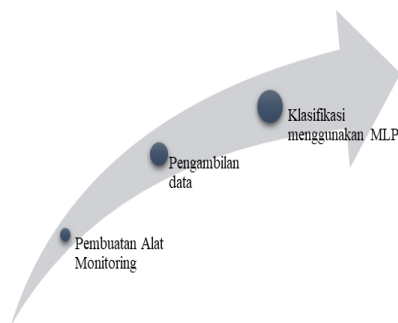 Klasifikasi
menggunakan MLP
Pengambilan
data
Pembuatan Alat
Monitoring